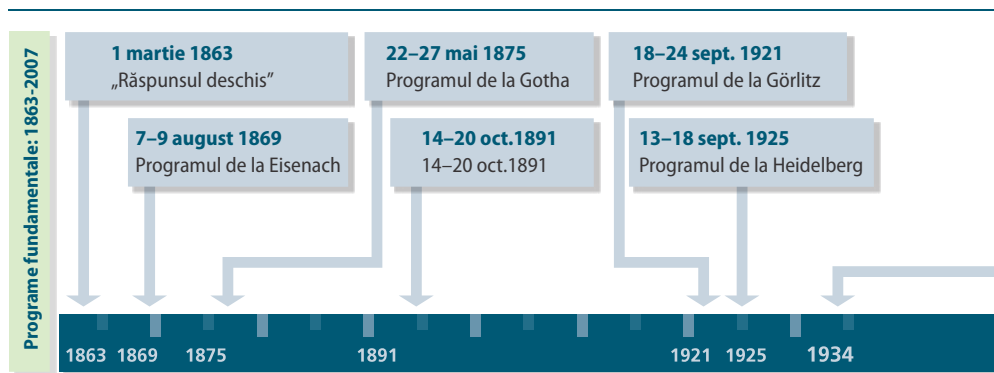 Programe fundamentale: 1863-2007
1 martie 1863
„Răspunsul deschis”
7–9 august 1869
Programul de la Eisenach
22–27 mai 1875
Programul de la Gotha
14–20 oct.1891
14–20 oct.1891
18–24 sept. 1921
Programul de la Görlitz
13–18 sept. 1925
Programul de la Heidelberg
1863 1869 1875 1891 1921 1925 1934